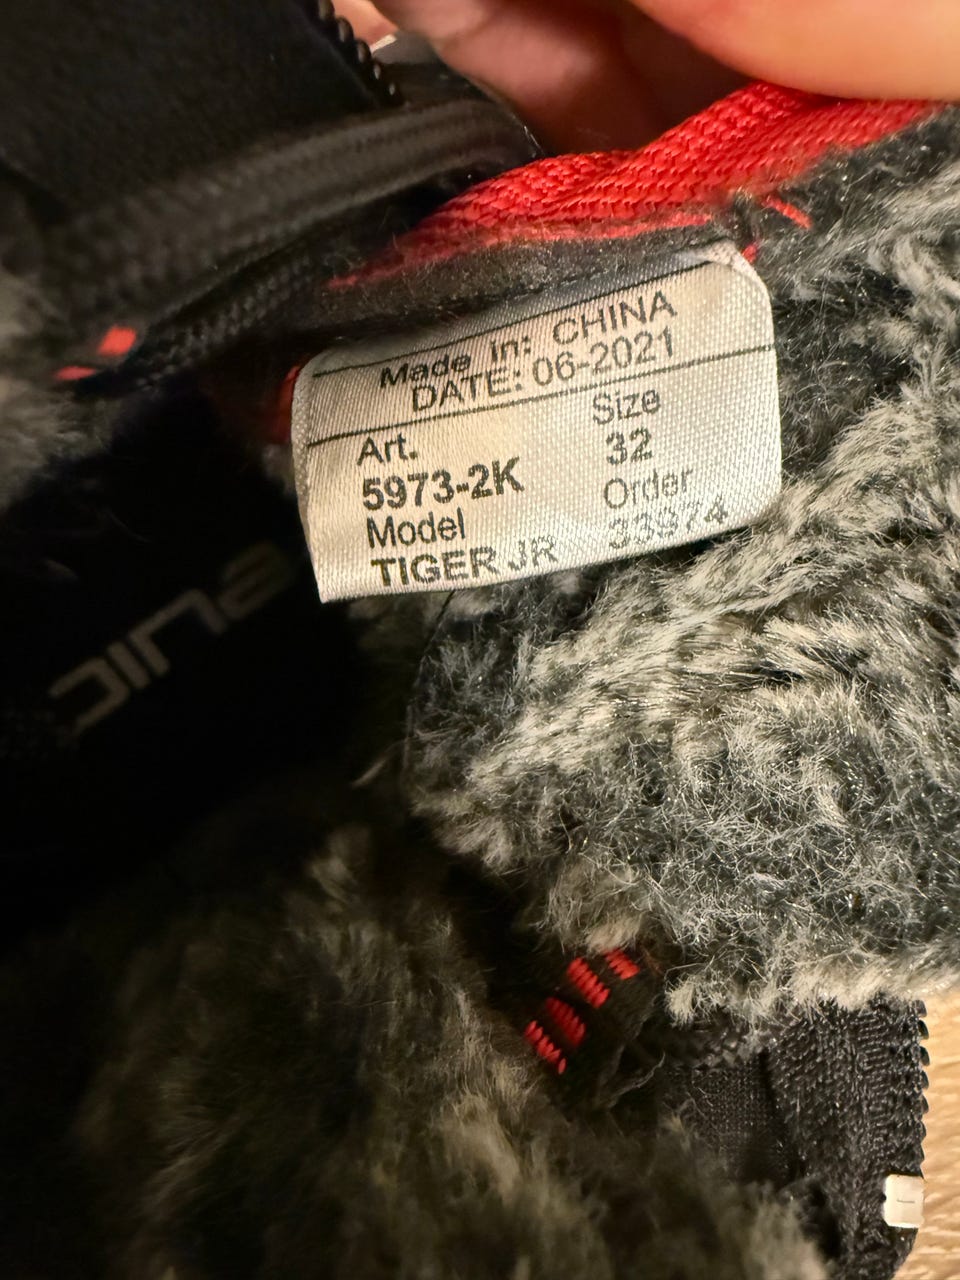 Made in: CHINA
DATE: 06-2021
Art. Size
5973-2K 32
Model Order
TIGER JR 33974